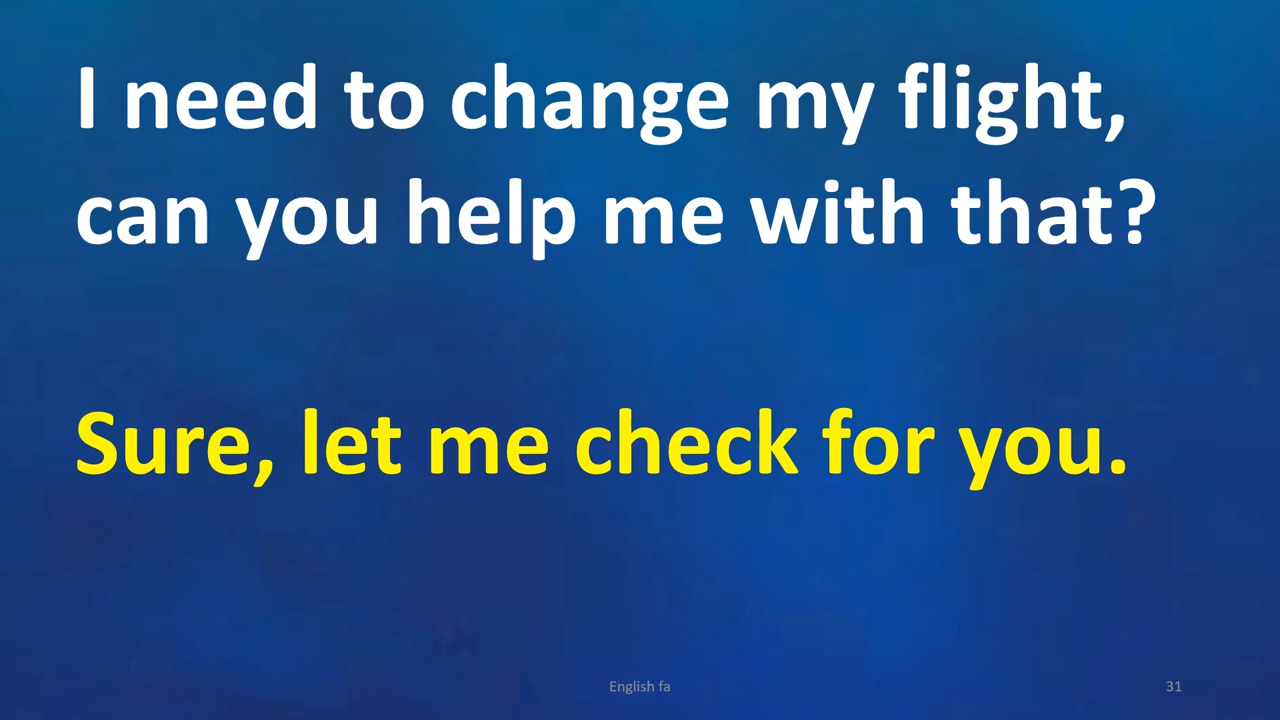 I need to change my flight,
can you help me with that?
Sure, let me check for you.
English fa
31